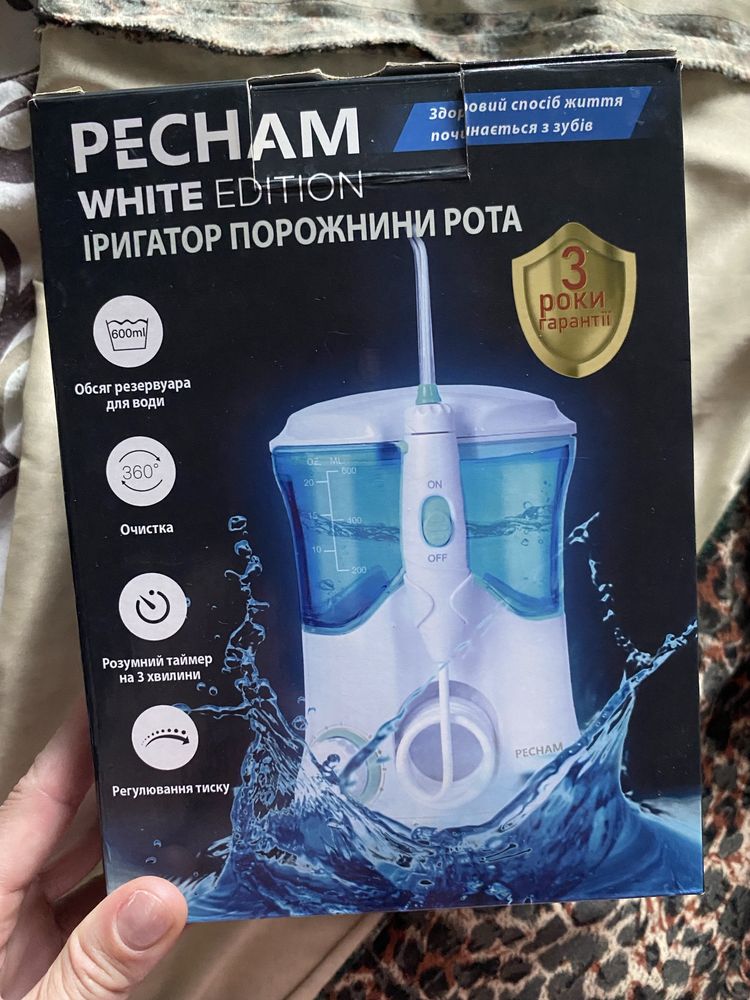 PECHAM
WHITE EDITION
ІРИГАТОР ПОРОЖНИНИ РОТА
Здоровий спосіб життя
починається з зубів
3
роки
гарантії
600ml
Обсяг резервуара
для води
360°
Очистка
Розумний таймер
на 3 хвилини
Регулювання тиску
OZ. ML.
600
20
15
400
10
200
ON
OFF
PECHAM